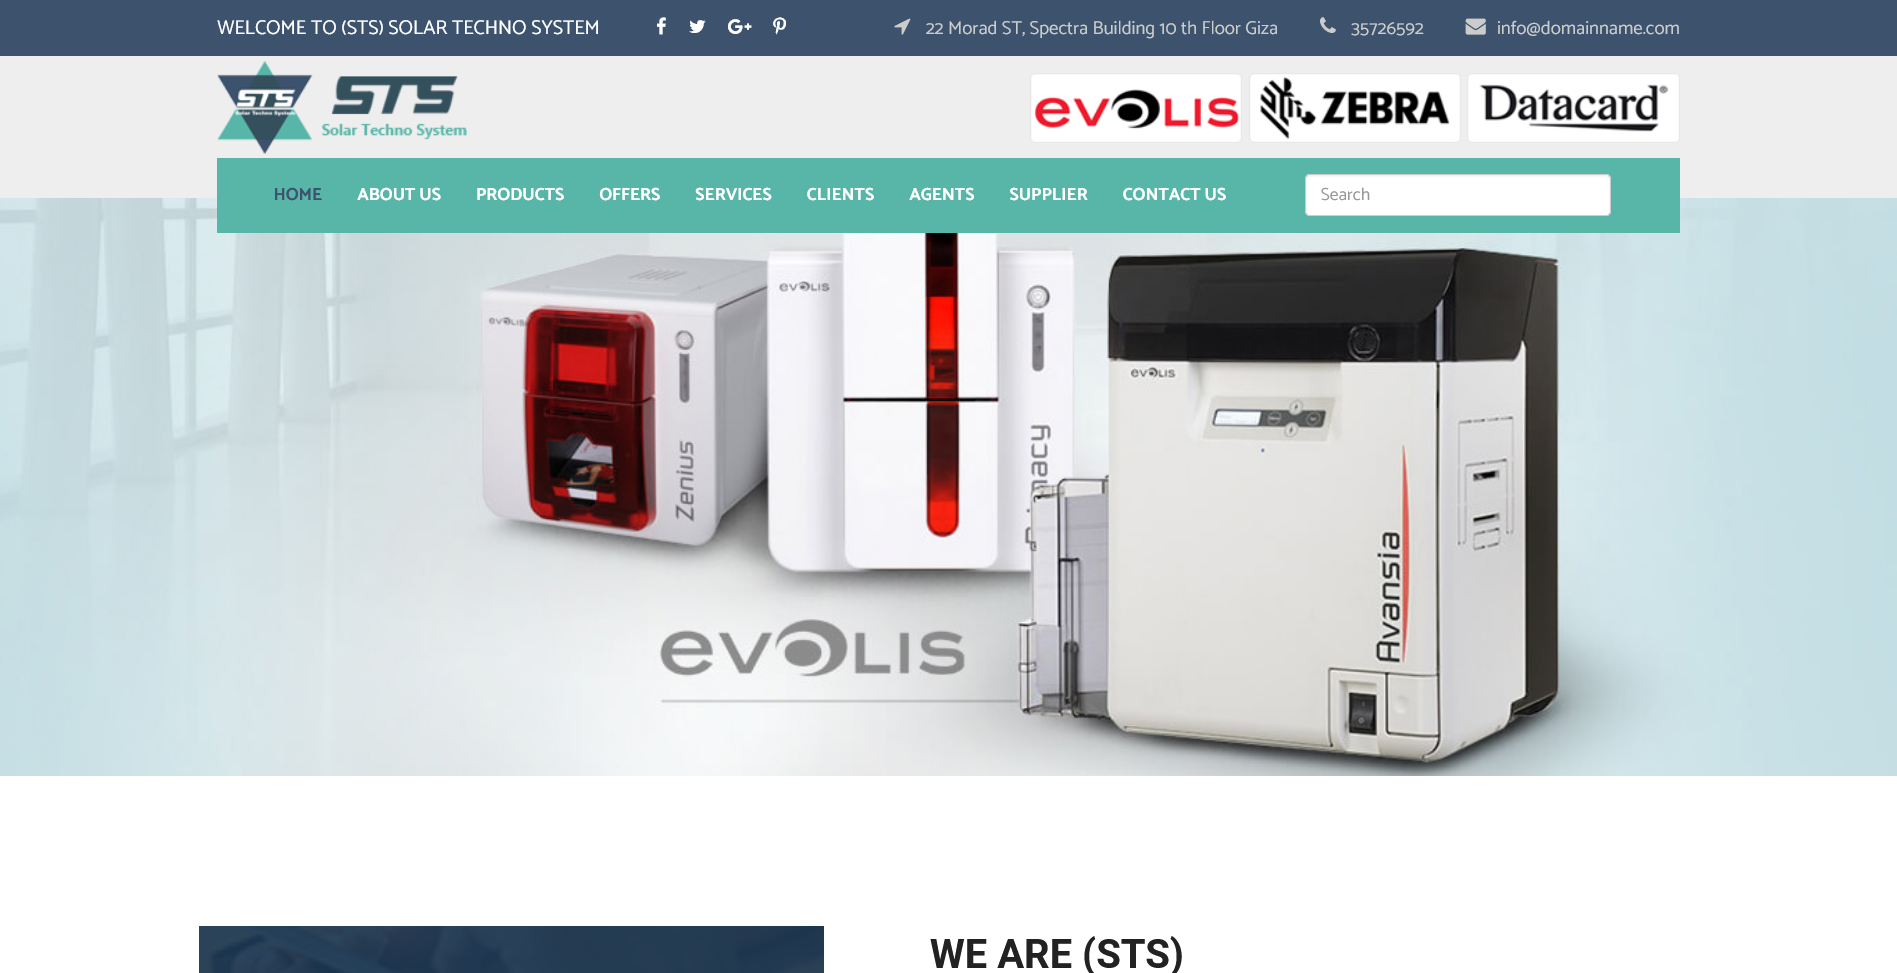 WELCOME TO (STS) SOLAR TECHNO SYSTEM
22 Morad ST, Spectra Building 10 th Floor Giza
35726592
info@domainname.com
STS
Solar Techno System
STS
Solar Techno System
evolis
ZEBRA
Datacard®
HOME
ABOUT US
PRODUCTS
OFFERS
SERVICES
CLIENTS
AGENTS
SUPPLIER
CONTACT US
Search
evolis
Zenius
evolis
evolis
Avansia
evolis
WE ARE (STS)